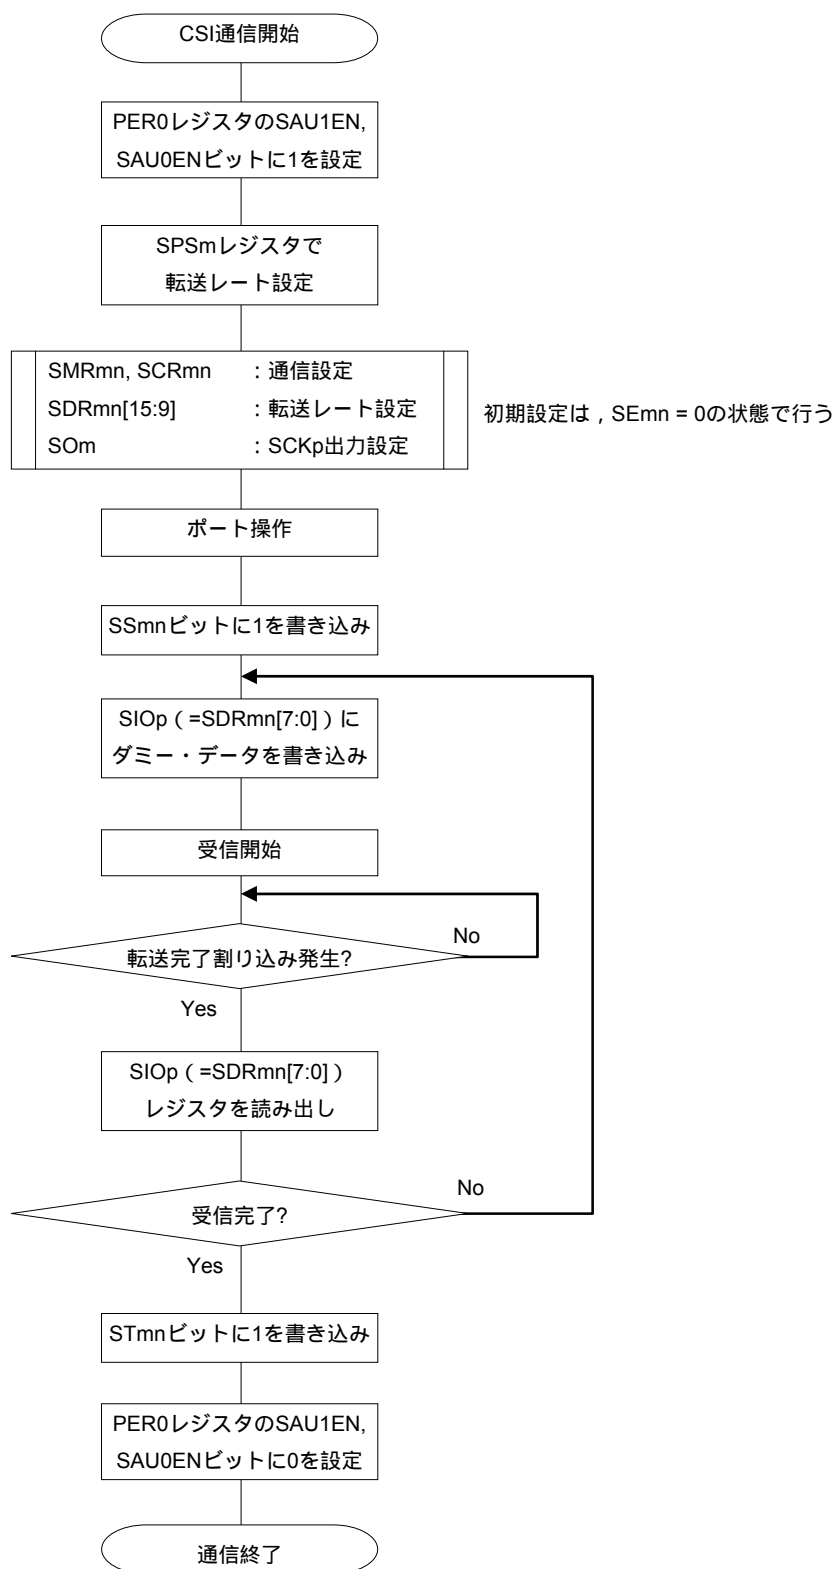 CSI通信開始
PER0レジスタのSAU1EN,
SAU0ENビットに1を設定
SPSmレジスタで
転送レート設定
SMRmn, SCRmn :通信設定
SDRmn[15:9] :転送レート設定
SOm :SCKp出力設定
初期設定は,SEmn = 0の状態で行う
ポート操作
SSmnビットに1を書き込み
SIOp(=SDRmn[7:0])に
ダミー・データを書き込み
受信開始
転送完了割り込み発生?
No
Yes
SIOp(=SDRmn[7:0])
レジスタを読み出し
受信完了?
No
Yes
STmnビットに1を書き込み
PER0レジスタのSAU1EN,
SAU0ENビットに0を設定
通信終了